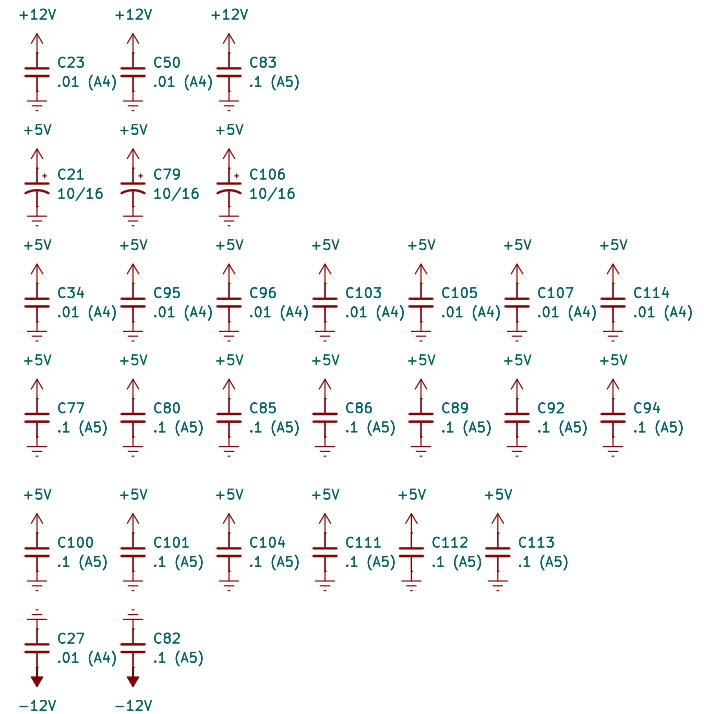 +12V +12V +12V
C23 C50 C83
.01 (A4) .01 (A4) .1 (A5)
+5V +5V +5V
+ + +
C21 C79 C106
10/16 10/16 10/16
+5V +5V +5V +5V +5V +5V +5V
C34 C95 C96 C103 C105 C107 C114
.01 (A4) .01 (A4) .01 (A4) .01 (A4) .01 (A4) .01 (A4) .01 (A4)
+5V +5V +5V +5V +5V +5V +5V
C77 C80 C85 C86 C89 C92 C94
.1 (A5) .1 (A5) .1 (A5) .1 (A5) .1 (A5) .1 (A5) .1 (A5)
+5V +5V +5V +5V +5V +5V
C100 C101 C104 C111 C112 C113
.1 (A5) .1 (A5) .1 (A5) .1 (A5) .1 (A5) .1 (A5)
C27 C82
.01 (A4) .1 (A5)
-12V -12V